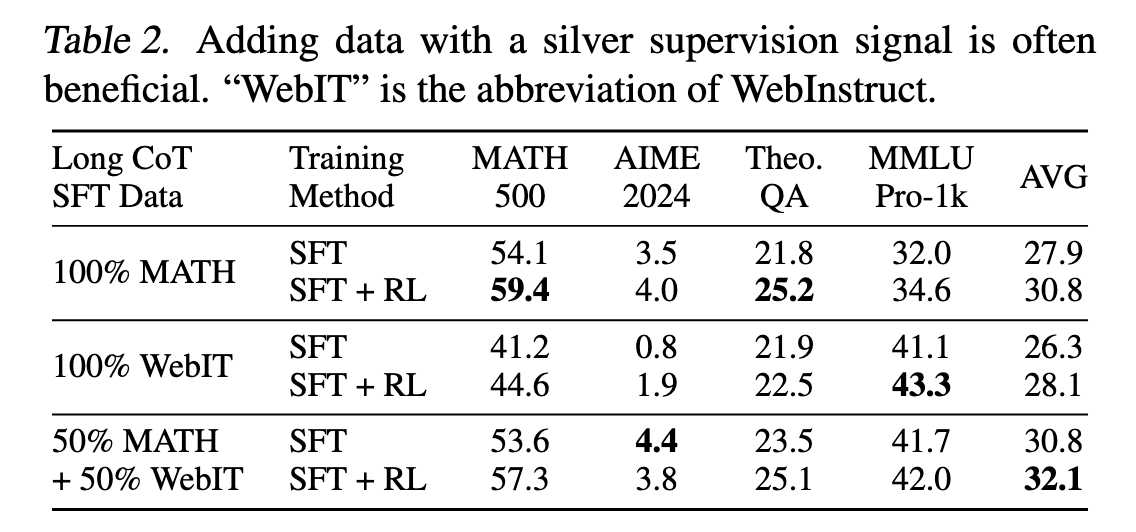 Table 2. Adding data with a silver supervision signal is often
beneficial. “WebIT” is the abbreviation of WebInstruct.
Long CoT Training MATH AIME Theo. MMLU AVG
SFT Data Method 500 2024 QA Pro-1k
100% MATH SFT 54.1 3.5 21.8 32.0 27.9
SFT + RL 59.4 4.0 25.2 34.6 30.8
100% WebIT SFT 41.2 0.8 21.9 41.1 26.3
SFT + RL 44.6 1.9 22.5 43.3 28.1
50% MATH SFT 53.6 4.4 23.5 41.7 30.8
+ 50% WebIT SFT + RL 57.3 3.8 25.1 42.0 32.1